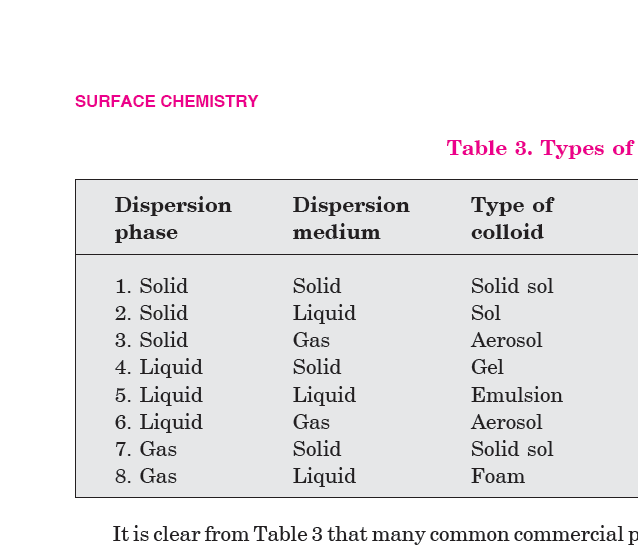 SURFACE CHEMISTRY
Table 3. Types of
Dispersion phase Dispersion medium Type of colloid
1. Solid Solid Solid sol
2. Solid Liquid Sol
3. Solid Gas Aerosol
4. Liquid Solid Gel
5. Liquid Liquid Emulsion
6. Liquid Gas Aerosol
7. Gas Solid Solid sol
8. Gas Liquid Foam
It is clear from Table 3 that many common commercial p